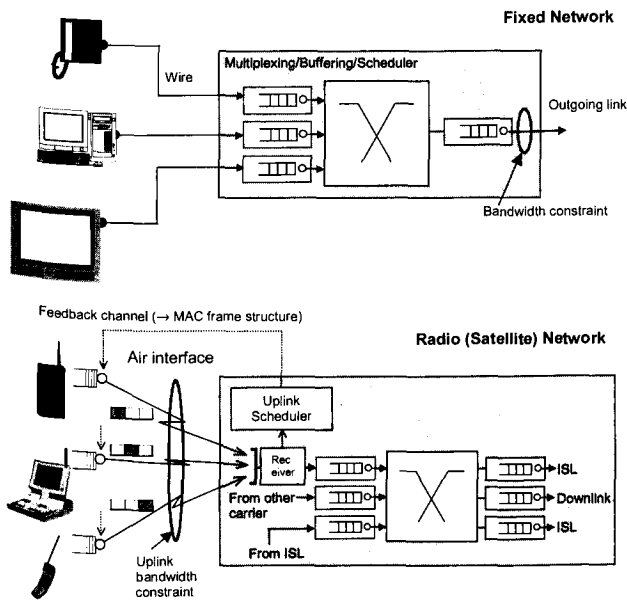 Fixed Network
Multiplexing/Buffering/Scheduler
Wire
Outgoing link
Bandwidth constraint
Feedback channel (→ MAC frame structure)
Radio (Satellite) Network
Air interface
Uplink
Scheduler
Rec
eiver
ISL
From other
carrier
Downlink
From ISL
ISL
Uplink
bandwidth
constraint